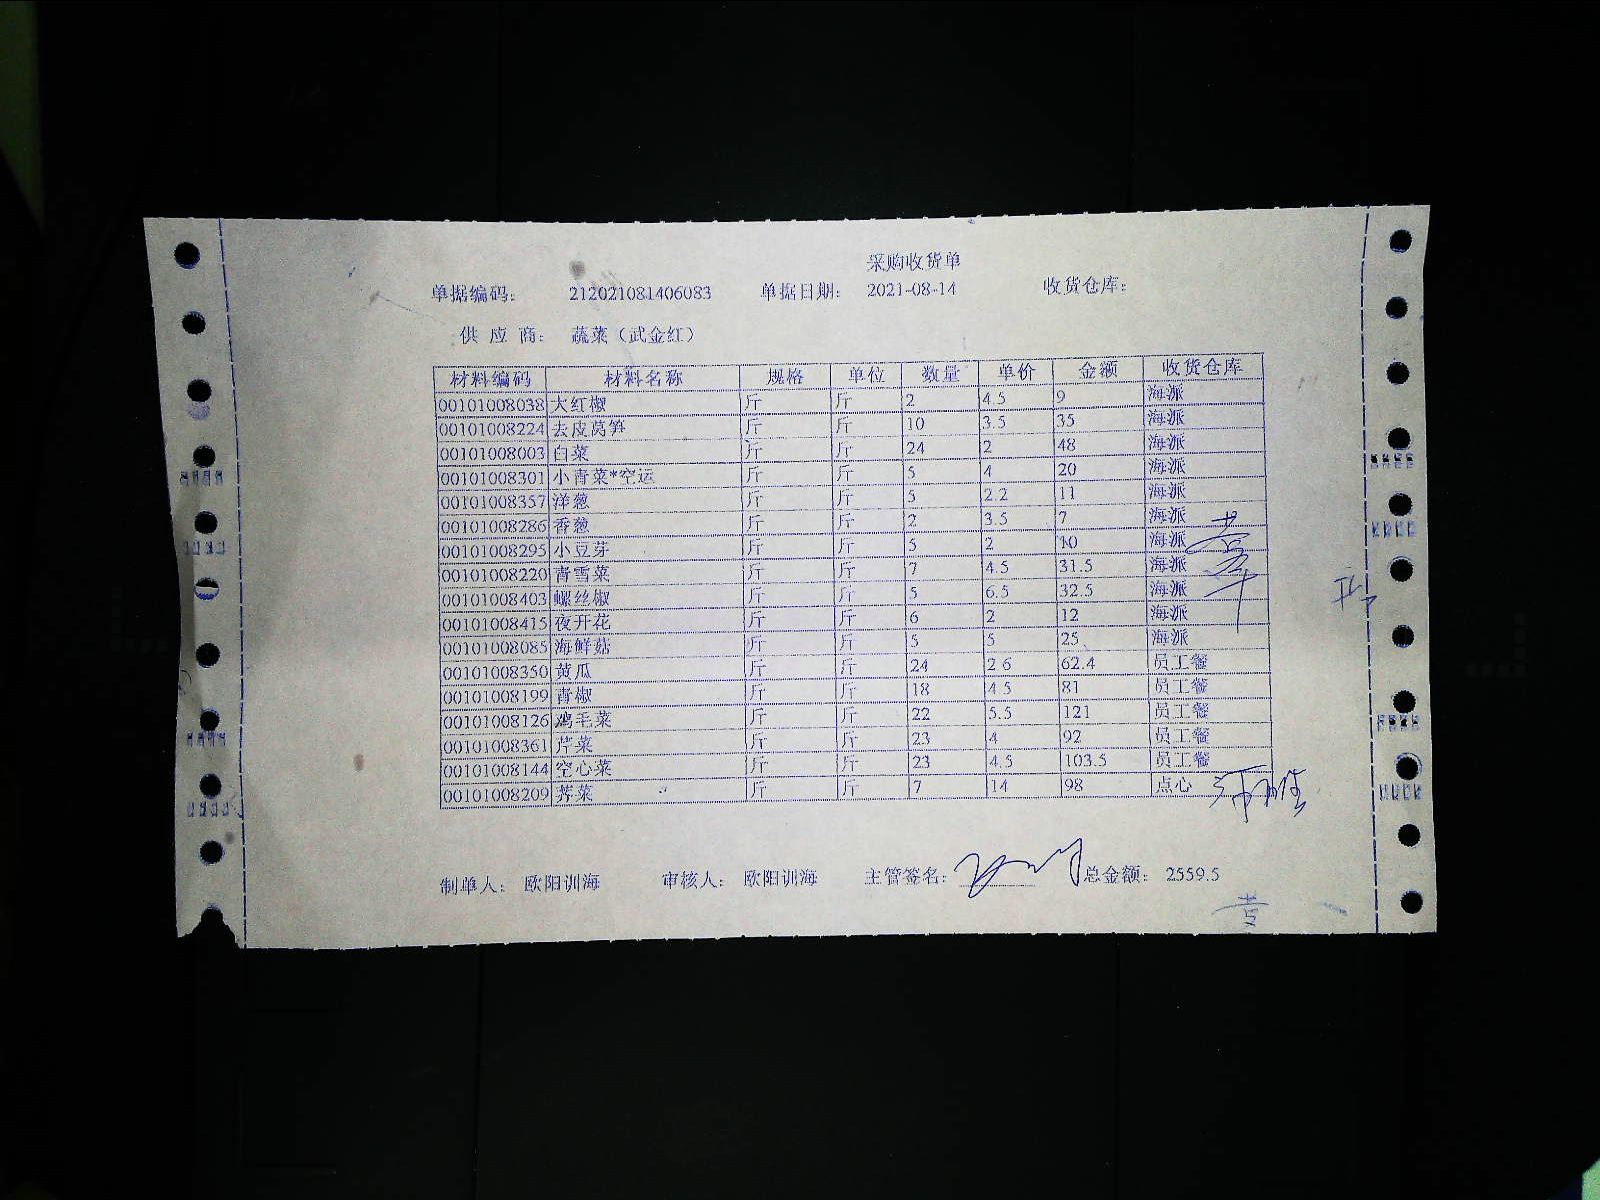 采购收货单
单据编码： 212021081406083 单据日期： 2021-08-14 收货仓库：
供 应 商： 蔬菜（武金红）
材料编码 材料名称 规格 单位 数量 单价 金额 收货仓库
00101008038 大红椒 斤 斤 2 4.5 9 海派
00101008224 去皮莴笋 斤 斤 10 3.5 35 海派
00101008003 白菜 斤 斤 24 2 48 海派
00101008301 小青菜*空运 斤 斤 5 4 20 海派
00101008357 洋葱 斤 斤 5 2.2 11 海派
00101008286 香葱 斤 斤 2 3.5 7 海派
00101008295 小豆芽 斤 斤 5 2 10 海派
00101008220 青雪菜 斤 斤 7 4.5 31.5 海派
00101008403 螺丝椒 斤 斤 5 6.5 32.5 海派
00101008415 夜开花 斤 斤 6 2 12 海派
00101008085 海鲜菇 斤 斤 5 5 25 海派
00101008350 黄瓜 斤 斤 24 2.6 62.4 员工餐
00101008199 青椒 斤 斤 18 4.5 81 员工餐
00101008126 鸡毛菜 斤 斤 22 5.5 121 员工餐
00101008361 芹菜 斤 斤 23 4 92 员工餐
00101008144 空心菜 斤 斤 23 4.5 103.5 员工餐
00101008209 荠菜 斤 斤 7 14 98 点心
制单人： 欧阳训海 审核人： 欧阳训海 主管签名： 总金额： 2559.5